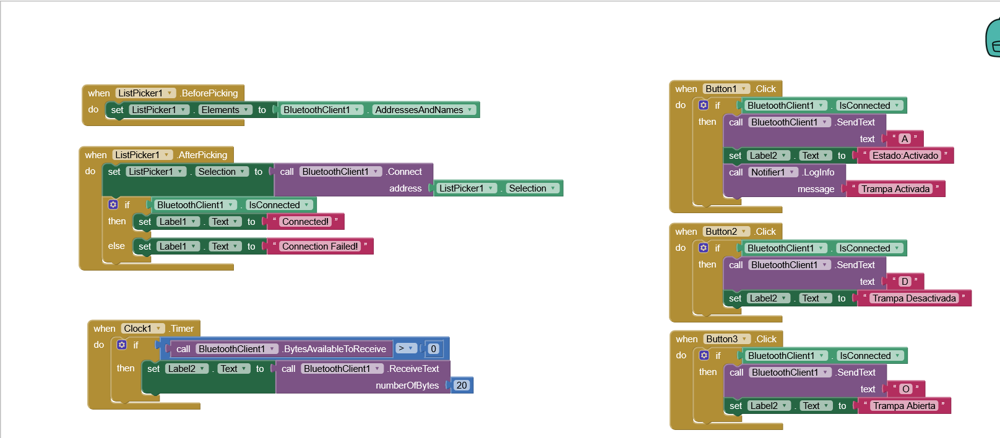 when ListPicker1 .BeforePicking
do set ListPicker1 . Elements to BluetoothClient1 . AddressesAndNames
when ListPicker1 .AfterPicking
do set ListPicker1 . Selection to call BluetoothClient1 .Connect
address ListPicker1 . Selection
if BluetoothClient1 . IsConnected
then set Label1 . Text to “ Connected! ”
else set Label1 . Text to “ Connection Failed! ”
when Clock1 .Timer
do if call BluetoothClient1 .BytesAvailableToReceive > 0
then set Label2 . Text to call BluetoothClient1 .ReceiveText
numberOfBytes 20
when Button1 .Click
do if BluetoothClient1 . IsConnected
then call BluetoothClient1 .SendText
text “ A ”
set Label2 . Text to “ Estado:Activado ”
call Notifier1 .LogInfo
message “ Trampa Activada ”
when Button2 .Click
do if BluetoothClient1 . IsConnected
then call BluetoothClient1 .SendText
text “ D ”
set Label2 . Text to “ Trampa Desactivada ”
when Button3 .Click
do if BluetoothClient1 . IsConnected
then call BluetoothClient1 .SendText
text “ O ”
set Label2 . Text to “ Trampa Abierta ”